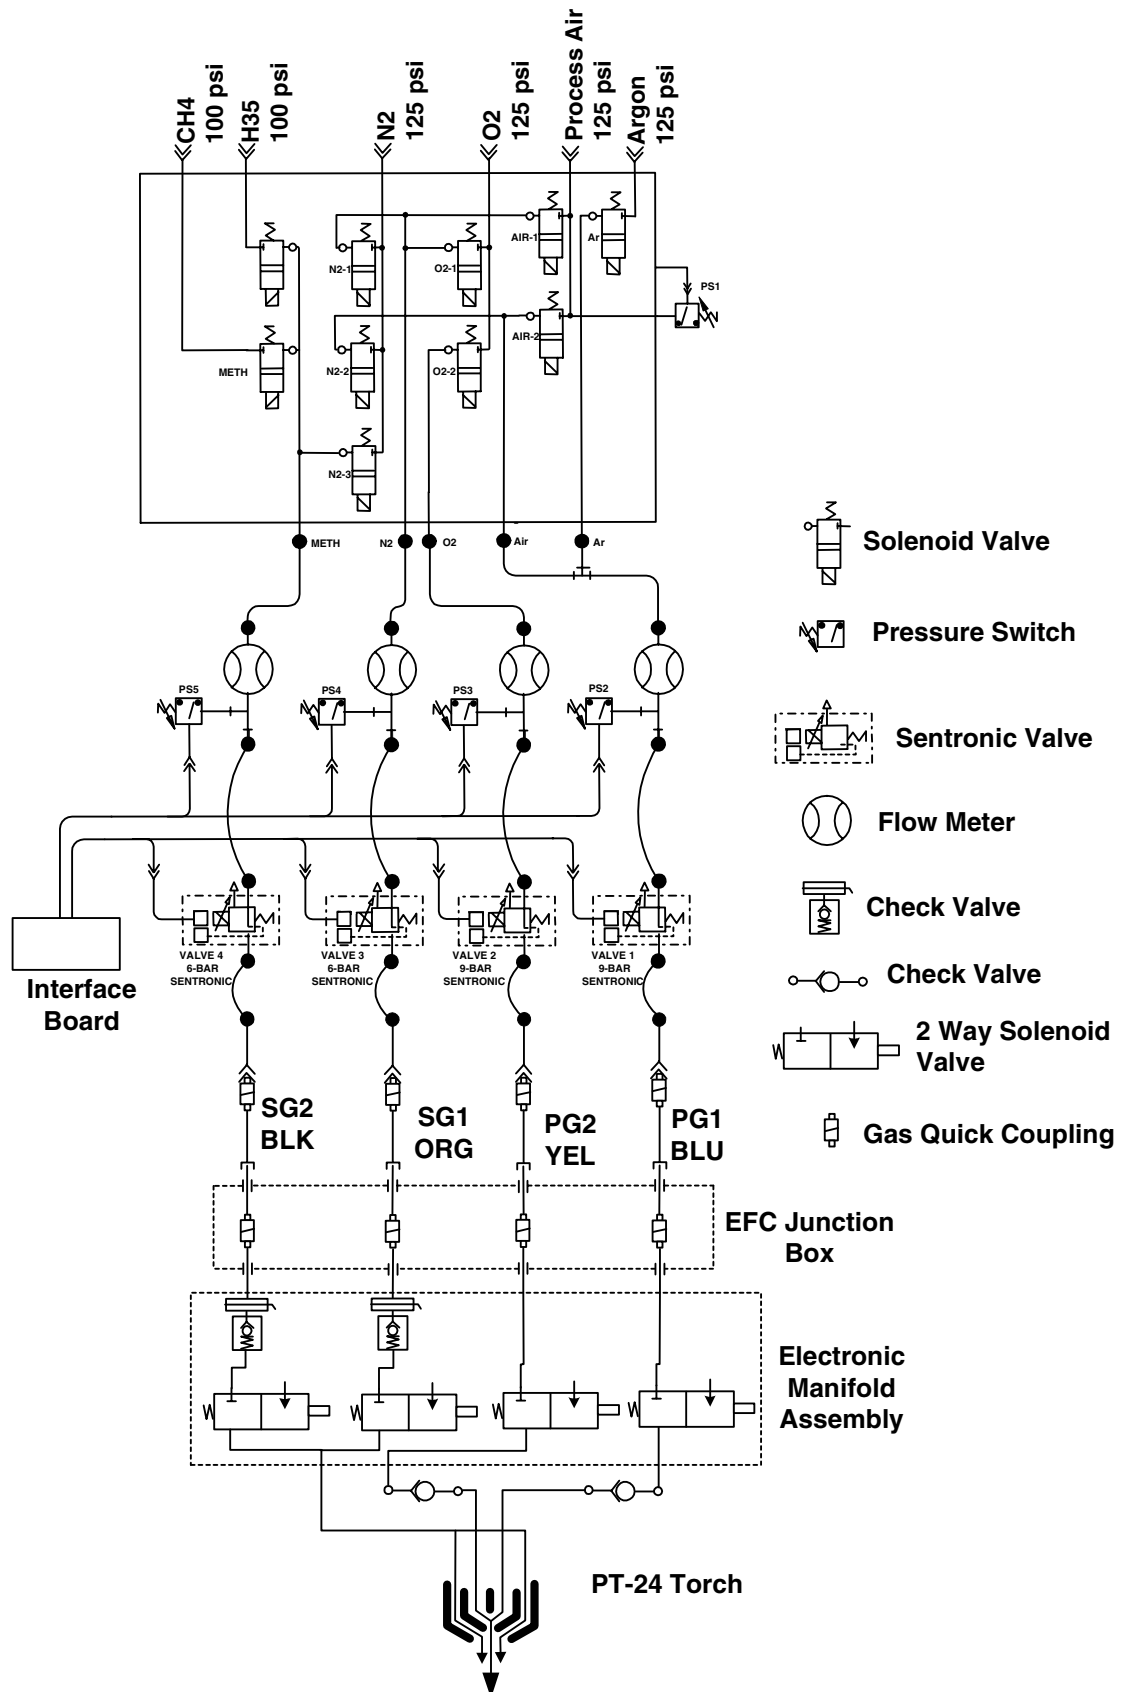 CH4
100 psi
H35
100 psi
N2
125 psi
O2
125 psi
Process Air
125 psi
Argon
125 psi
AIR-1
Ar
N2-1
O2-1
PS1
AIR-2
METH
N2-2
O2-2
N2-3
METH
N2
O2
Air
Ar
PS5
PS4
PS3
PS2
VALVE 4
6-BAR
SENTRONIC
VALVE 3
6-BAR
SENTRONIC
VALVE 2
9-BAR
SENTRONIC
VALVE 1
9-BAR
SENTRONIC
Interface
Board
SG2
BLK
SG1
ORG
PG2
YEL
PG1
BLU
EFC Junction
Box
Electronic
Manifold
Assembly
PT-24 Torch
Solenoid Valve
Pressure Switch
Sentronic Valve
Flow Meter
Check Valve
Check Valve
2 Way Solenoid
Valve
Gas Quick Coupling